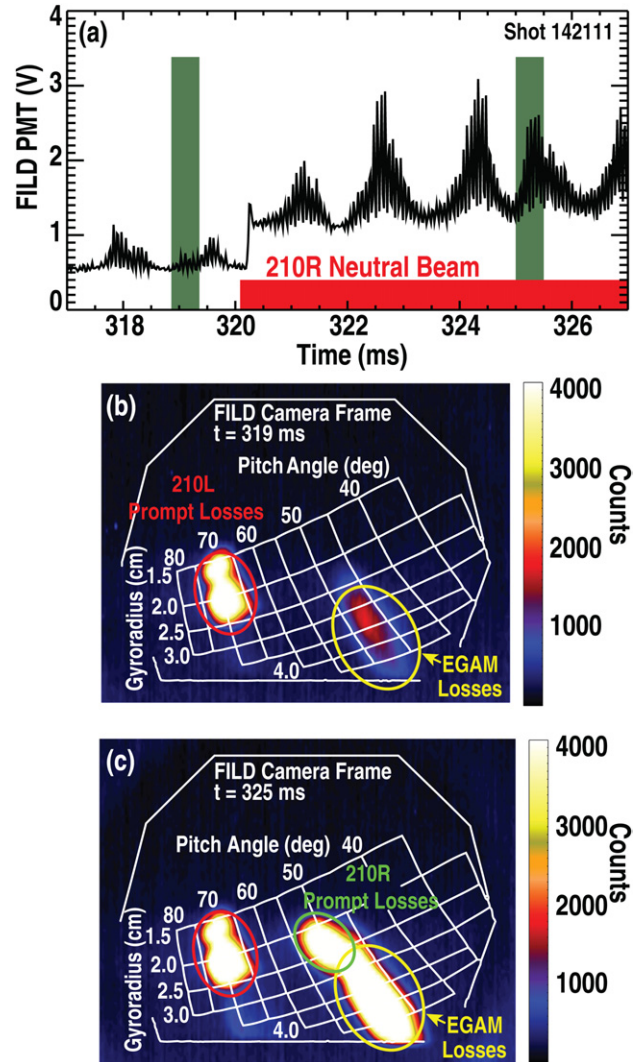 (a)
Shot 142111
FILD PMT (V)
4
3
2
1
0
210R Neutral Beam
318
320
322
324
326
Time (ms)
(b)
FILD Camera Frame
t = 319 ms
Pitch Angle (deg)
40
50
60
70
80
210L
Prompt Losses
Gyroradius (cm)
1.5
2.0
2.5
3.0
4.0
EGAM
Losses
4000
3000
2000
1000
Counts
(c)
FILD Camera Frame
t = 325 ms
Pitch Angle (deg)
40
50
60
70
80
210R
Prompt Losses
Gyroradius (cm)
1.5
2.0
2.5
3.0
4.0
EGAM
Losses
4000
3000
2000
1000
Counts